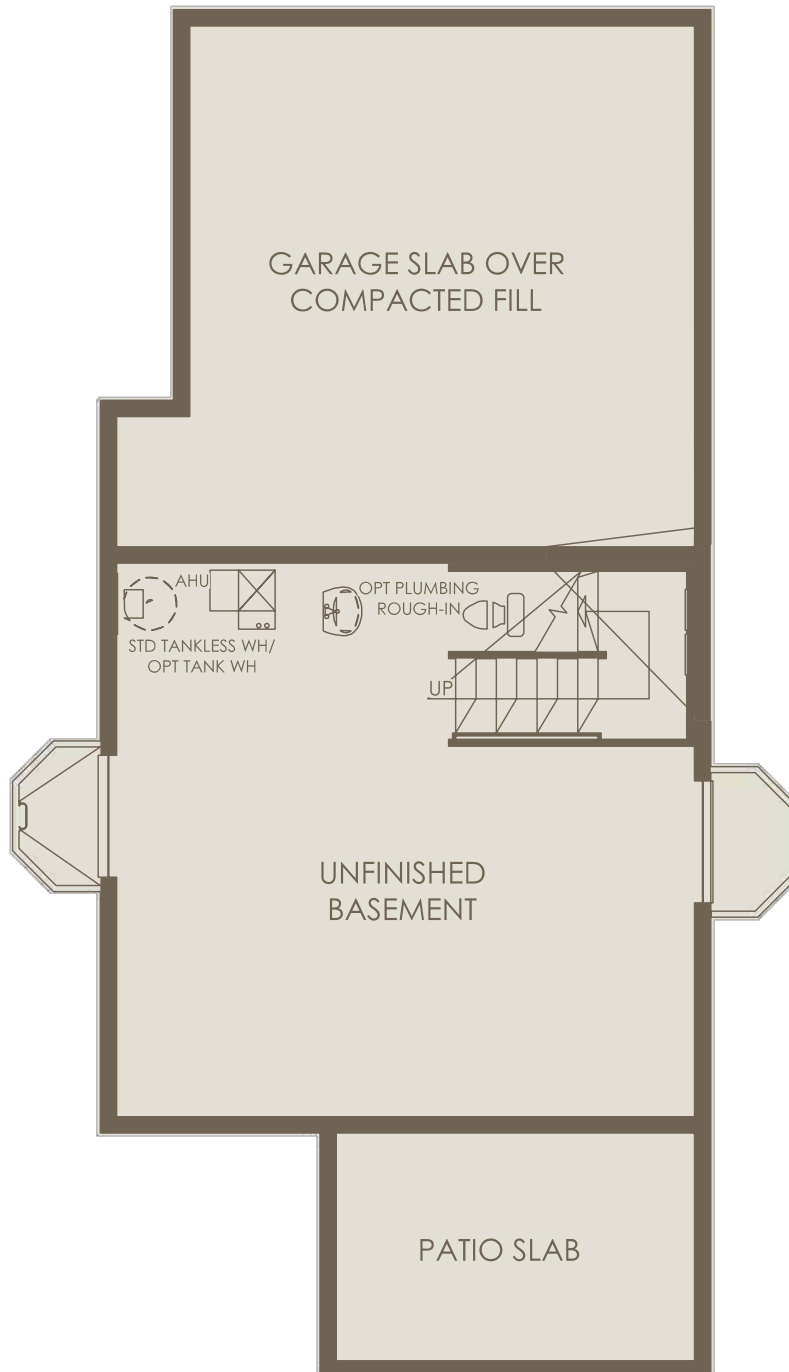 GARAGE SLAB OVER
COMPACTED FILL
AHU
OPT PLUMBING
ROUGH-IN
STD TANKLESS WH/
OPT TANK WH
UP
UNFINISHED
BASEMENT
PATIO SLAB